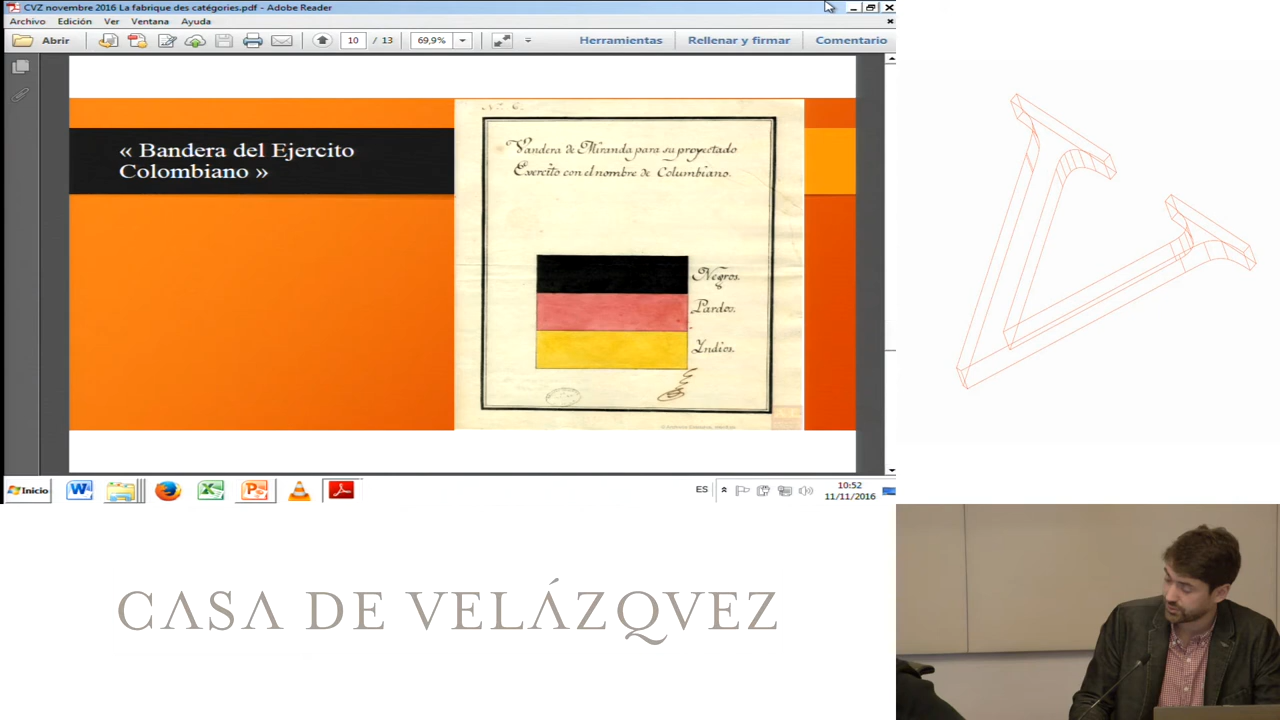 CVZ novembre 2016 La fabrique des catégories.pdf - Adobe Reader
Archivo Edición Ver Ventana Ayuda
Abrir 10 / 13 69,9% Herramientas Rellenar y firmar Comentario
« Bandera del Ejercito
Colombiano »
Vandera de Miranda para su proyectado
Exercito con el nombre de Columbiano.
Negros.
Pardos.
Yndios.
Inicio
ES
10:52
11/11/2016
CASA DE VELÁZQVEZ